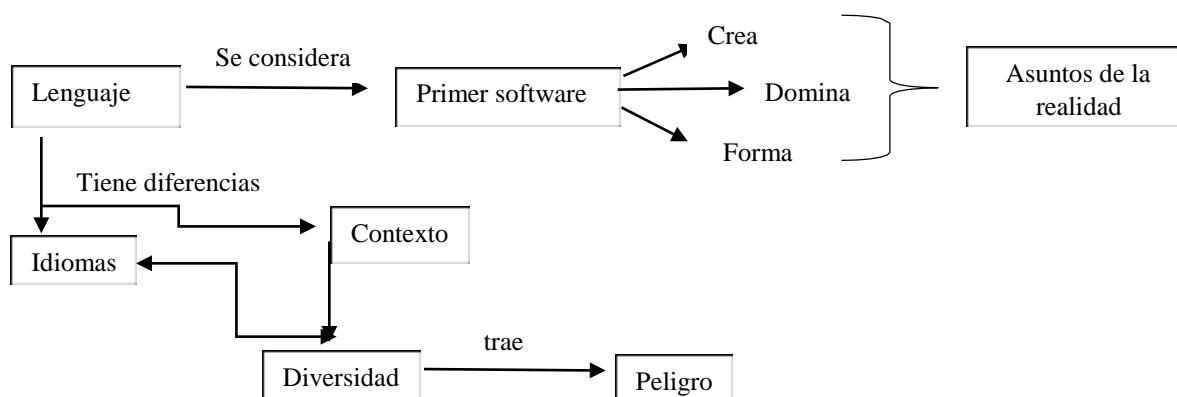 Se considera
Lenguaje
Primer software
Crea
Domina
Forma
Asuntos de la
realidad
Tiene diferencias
Idiomas
Contexto
Diversidad
trae
Peligro